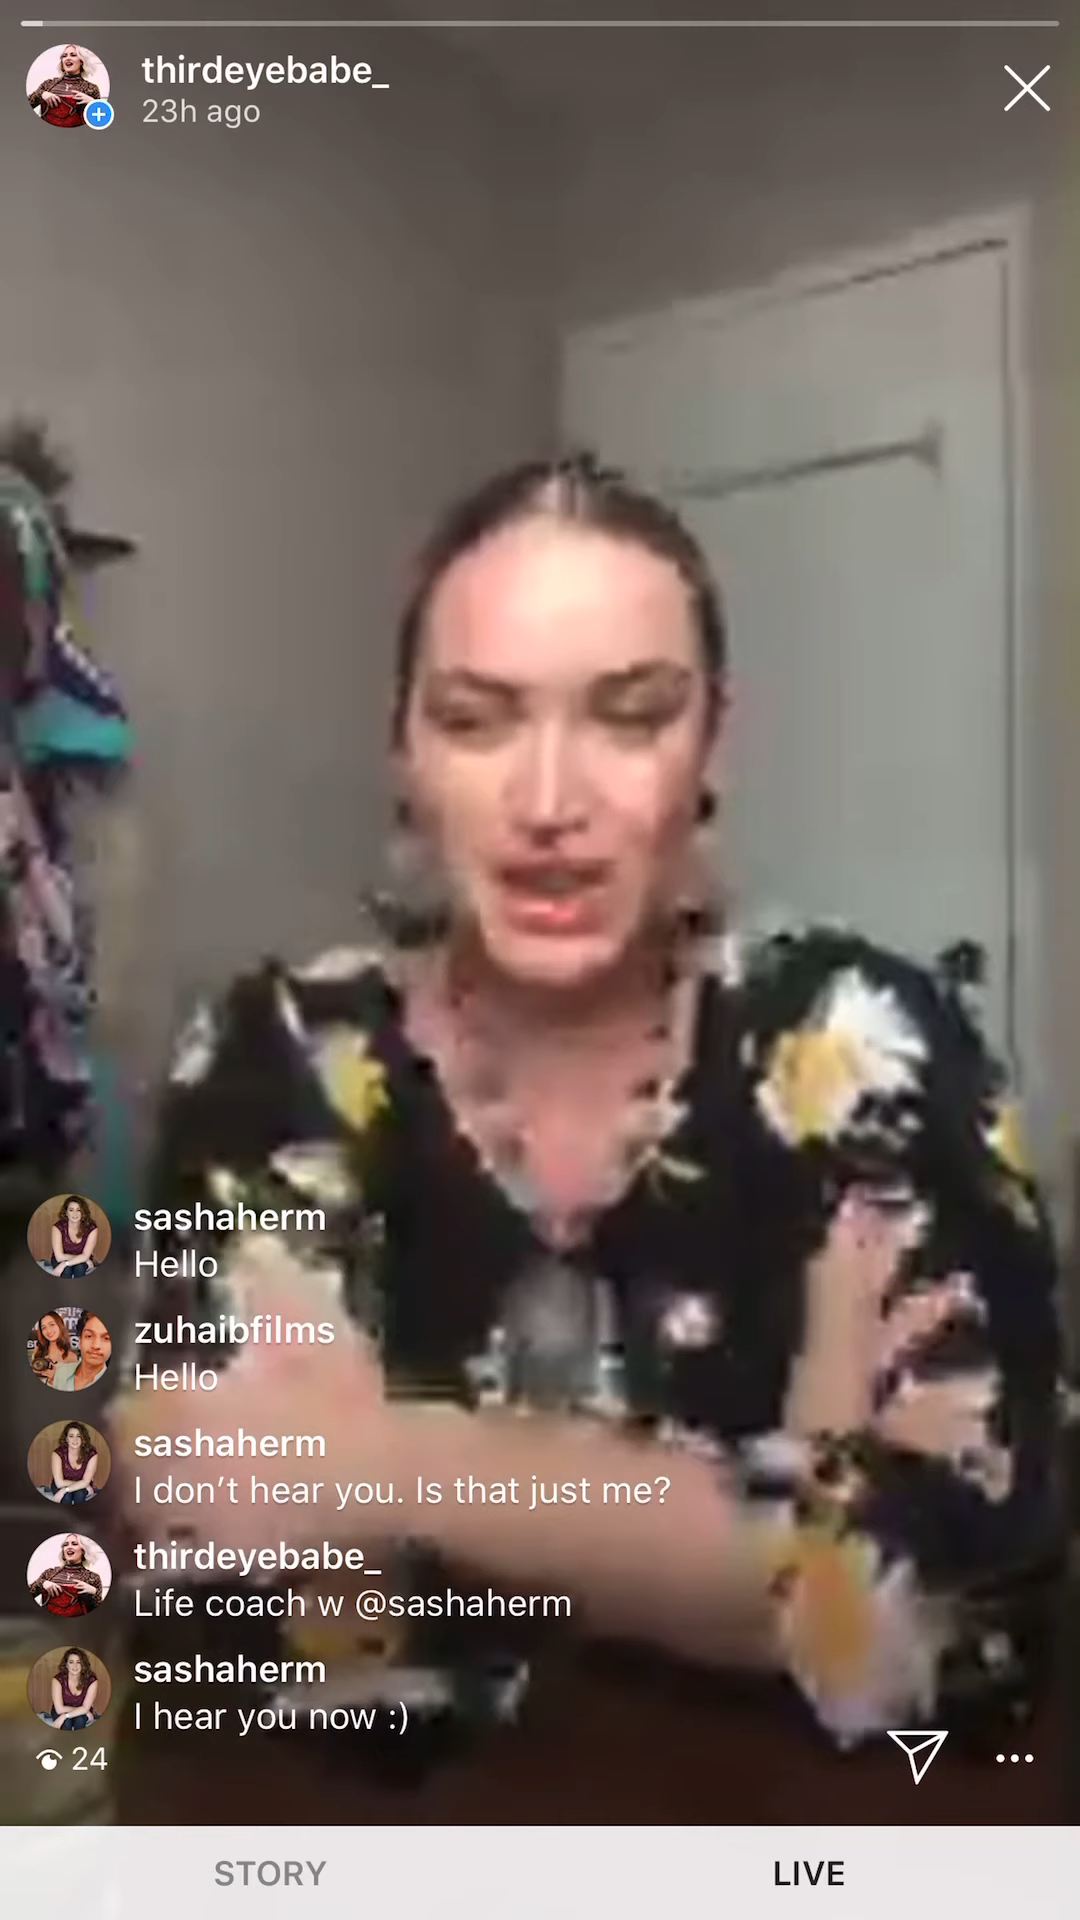 thirdeyebabe_
23h ago
sashaherm
Hello
zuhaibfilms
Hello
sashaherm
I don’t hear you. Is that just me?
thirdeyebabe_
Life coach w @sashaherm
sashaherm
I hear you now :)
24
STORY
LIVE